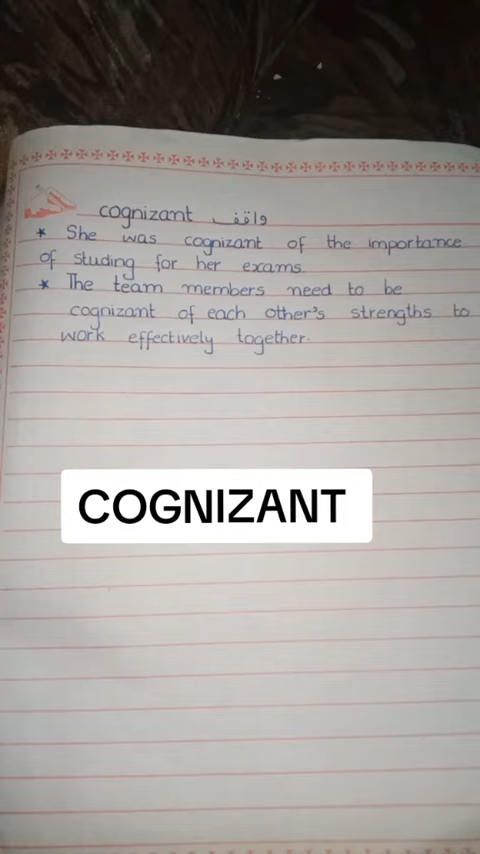 cognizant واقف
* She was cognizant of the importance
of studing for her exams.
* The team members need to be
cognizant of each other's strengths to
work effectively together.
COGNIZANT